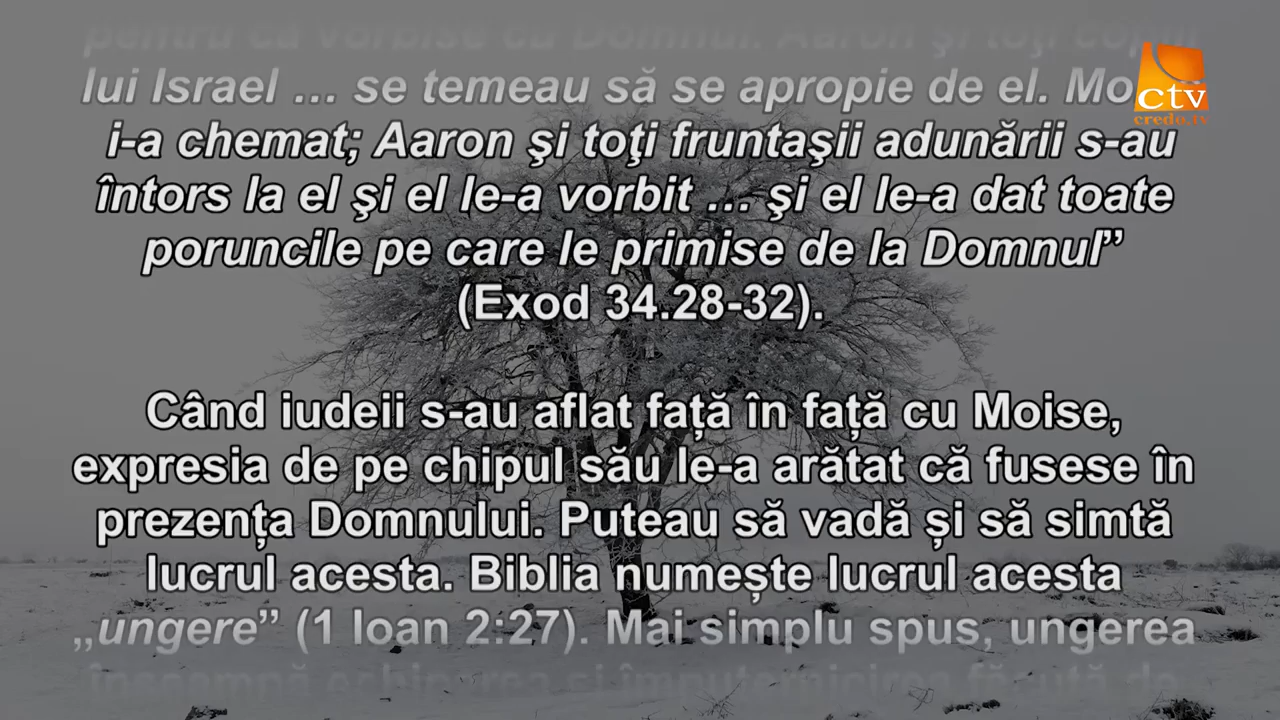 pentru că vorbise cu Domnul. Aaron şi toţi copiii
lui Israel … se temeau să se apropie de el.
i-a chemat; Aaron şi toţi fruntaşii adunării s-au
întors la el şi el le-a vorbit … şi el le-a dat toate
poruncile pe care le primise de la Domnul”
(Exod 34.28-32).
Când iudeii s-au aflat față în față cu Moise,
expresia de pe chipul său le-a arătat că fusese în
prezența Domnului. Puteau să vadă și să simtă
lucrul acesta. Biblia numește lucrul acesta
„ungere” (1 Ioan 2:27). Mai simplu spus, ungerea
înseamnă echiparea și împuternicirea făcută de
ctv
credo.tv